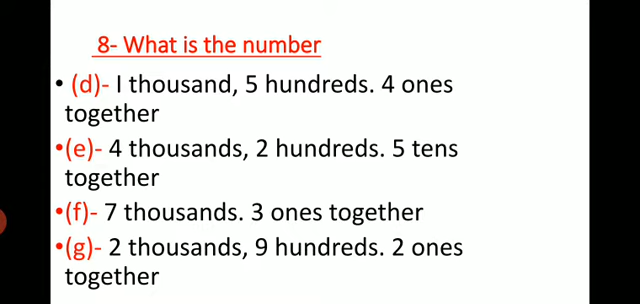 8- What is the number
• (d)- I thousand, 5 hundreds. 4 ones
together
•(e)- 4 thousands, 2 hundreds. 5 tens
together
•(f)- 7 thousands. 3 ones together
•(g)- 2 thousands, 9 hundreds. 2 ones
together